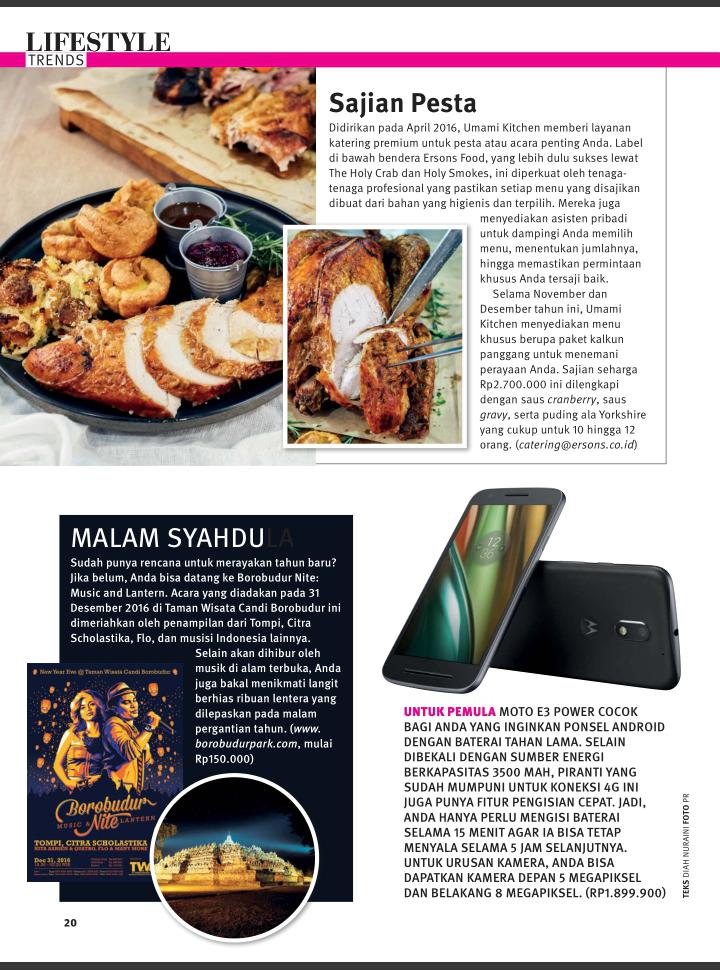 LIFESTYLE
TRENDS
Sajian Pesta
Didirikan pada April 2016, Umami Kitchen memberi layanan
katering premium untuk pesta atau acara penting Anda. Label
di bawah bendera Ersons Food, yang lebih dulu sukses lewat
The Holy Crab dan Holy Smokes, ini diperkuat oleh tenaga-
tenaga profesional yang pastikan setiap menu yang disajikan
dibuat dari bahan yang higienis dan terpilih. Mereka juga
menyediakan asisten pribadi
untuk dampingi Anda memilih
menu, menentukan jumlahnya,
hingga memastikan permintaan
khusus Anda tersaji baik.
Selama November dan
Desember tahun ini, Umami
Kitchen menyediakan menu
khusus berupa paket kalkun
panggang untuk menemani
perayaan Anda. Sajian seharga
Rp2.700.000 ini dilengkapi
dengan saus cranberry, saus
gravy, serta puding ala Yorkshire
yang cukup untuk 10 hingga 12
orang. (catering@ersons.co.id)
MALAM SYAHDULA
Sudah punya rencana untuk merayakan tahun baru?
Jika belum, Anda bisa datang ke Borobudur Nite:
Music and Lantern. Acara yang diadakan pada 31
Desember 2016 di Taman Wisata Candi Borobudur ini
dimeriahkan oleh penampilan dari Tompi, Citra
Scholastika, Flo, dan musisi Indonesia lainnya.
Selain akan dihibur oleh
musik di alam terbuka, Anda
juga bakal menikmati langit
berhias ribuan lentera yang
dilepaskan pada malam
pergantian tahun. (www.
borobudurpark.com, mulai
Rp150.000)
New Year Eve @ Taman Wisata Candi Borobudur
Borobudur
MUSIC & Nite LANTERN
TOMPI, CITRA SCHOLASTIKA
Dec 31, 2016
TW
12
36
UNTUK PEMULA MOTO E3 POWER COCOK
BAGI ANDA YANG INGINKAN PONSEL ANDROID
DENGAN BATERAI TAHAN LAMA. SELAIN
DIBEKALI DENGAN SUMBER ENERGI
BERKAPASITAS 3500 MAH, PIRANTI YANG
SUDAH MUMPUNI UNTUK KONEKSI 4G INI
JUGA PUNYA FITUR PENGISIAN CEPAT. JADI,
ANDA HANYA PERLU MENGISI BATERAI
SELAMA 15 MENIT AGAR IA BISA TETAP
MENYALA SELAMA 5 JAM SELANJUTNYA.
UNTUK URUSAN KAMERA, ANDA BISA
DAPATKAN KAMERA DEPAN 5 MEGAPIKSEL
DAN BELAKANG 8 MEGAPIKSEL. (RP1.899.900)
TEKS DIAH NURAINI FOTO PR
20